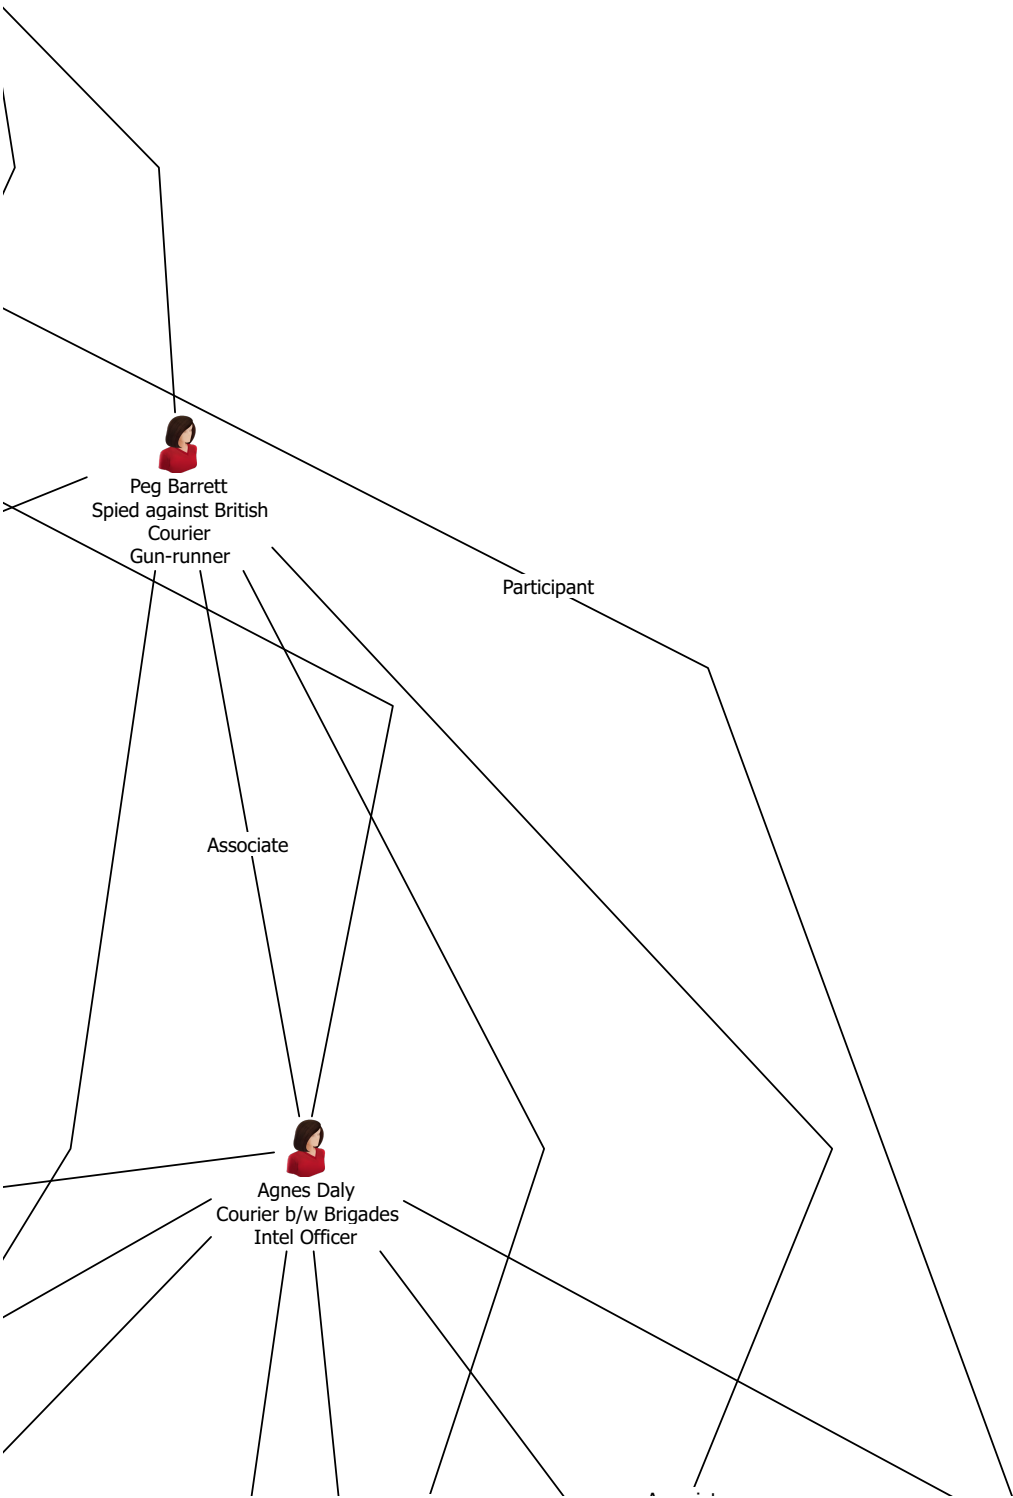 Peg Barrett
Spied against British
Courier
Gun-runner
Participant
Associate
Agnes Daly
Courier b/w Brigades
Intel Officer